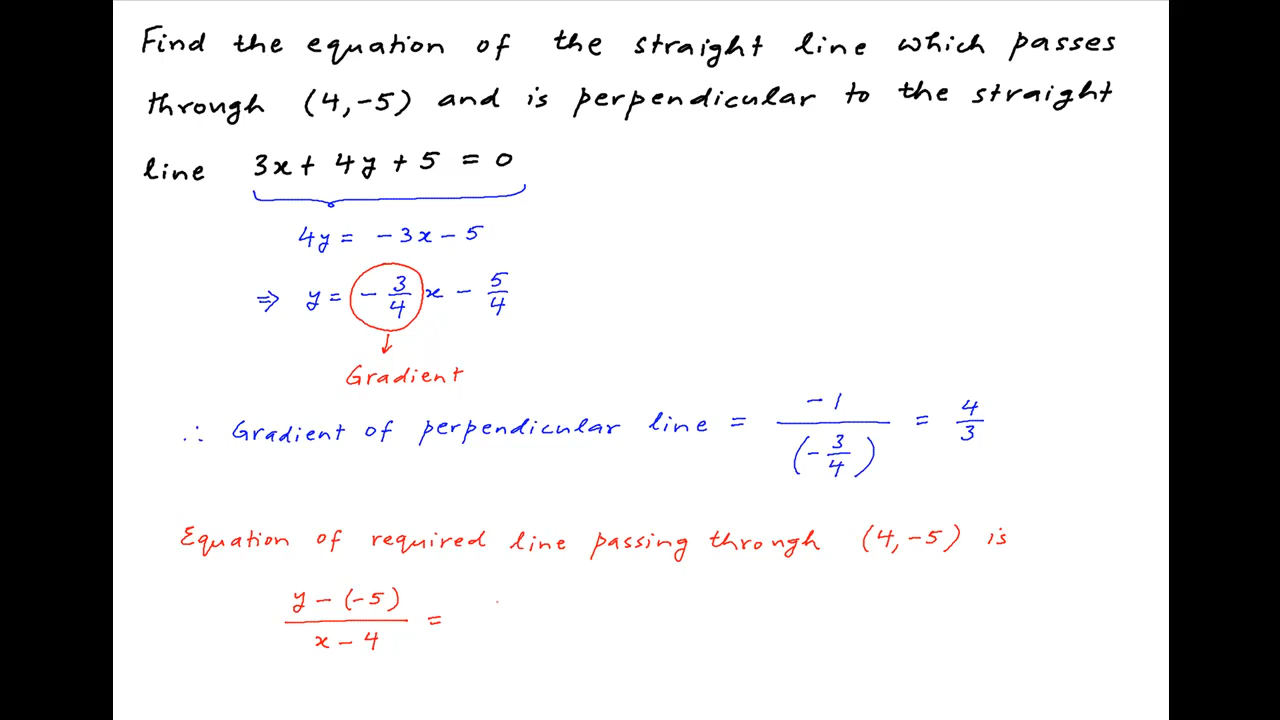 Find the equation of the straight line which passes
through (4,-5) and is perpendicular to the straight
line 3x + 4y + 5 = 0
4y = -3x - 5
⇒ y = -3/4 x - 5/4
Gradient
∴ Gradient of perpendicular line = -1/(-3/4) = 4/3
Equation of required line passing through (4,-5) is
y - (-5)/x - 4 =